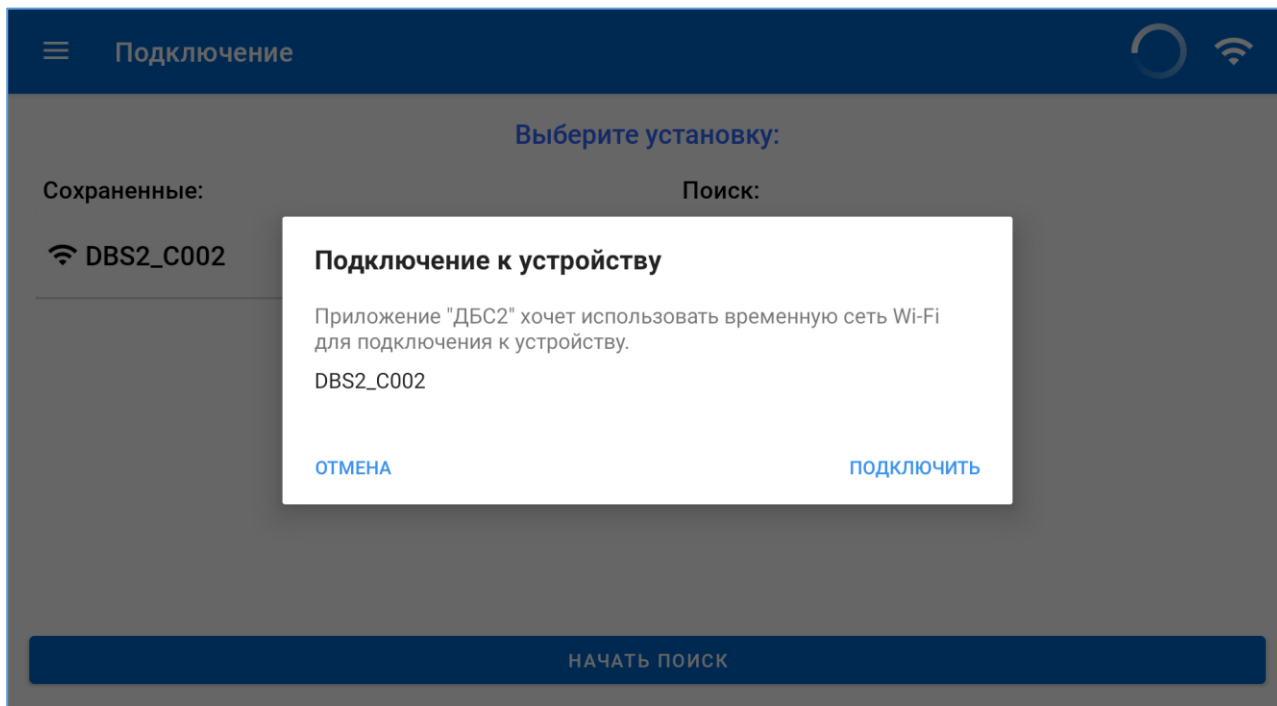 Подключение
Выберите установку:
Сохраненные:
Поиск:
DBS2_C002
Подключение к устройству
Приложение "ДБС2" хочет использовать временную сеть Wi-Fi
для подключения к устройству.
DBS2_C002
ОТМЕНА
ПОДКЛЮЧИТЬ
НАЧАТЬ ПОИСК